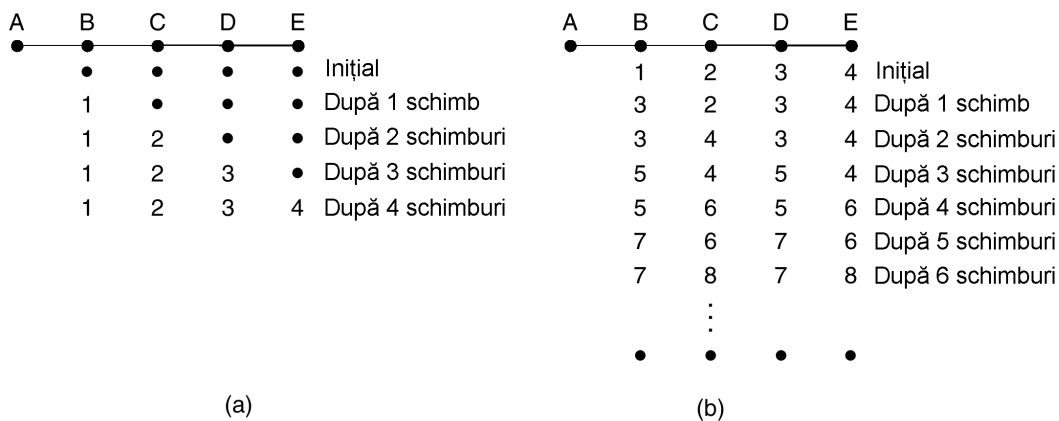 A B C D E
• • • • Inițial
1 • • • După 1 schimb
1 2 • • După 2 schimburi
1 2 3 • După 3 schimburi
1 2 3 4 După 4 schimburi
(a)
A B C D E
1 2 3 4 Inițial
3 2 3 4 După 1 schimb
3 4 3 4 După 2 schimburi
5 4 5 4 După 3 schimburi
5 6 5 6 După 4 schimburi
7 6 7 6 După 5 schimburi
7 8 7 8 După 6 schimburi
⋮
• • • •
(b)